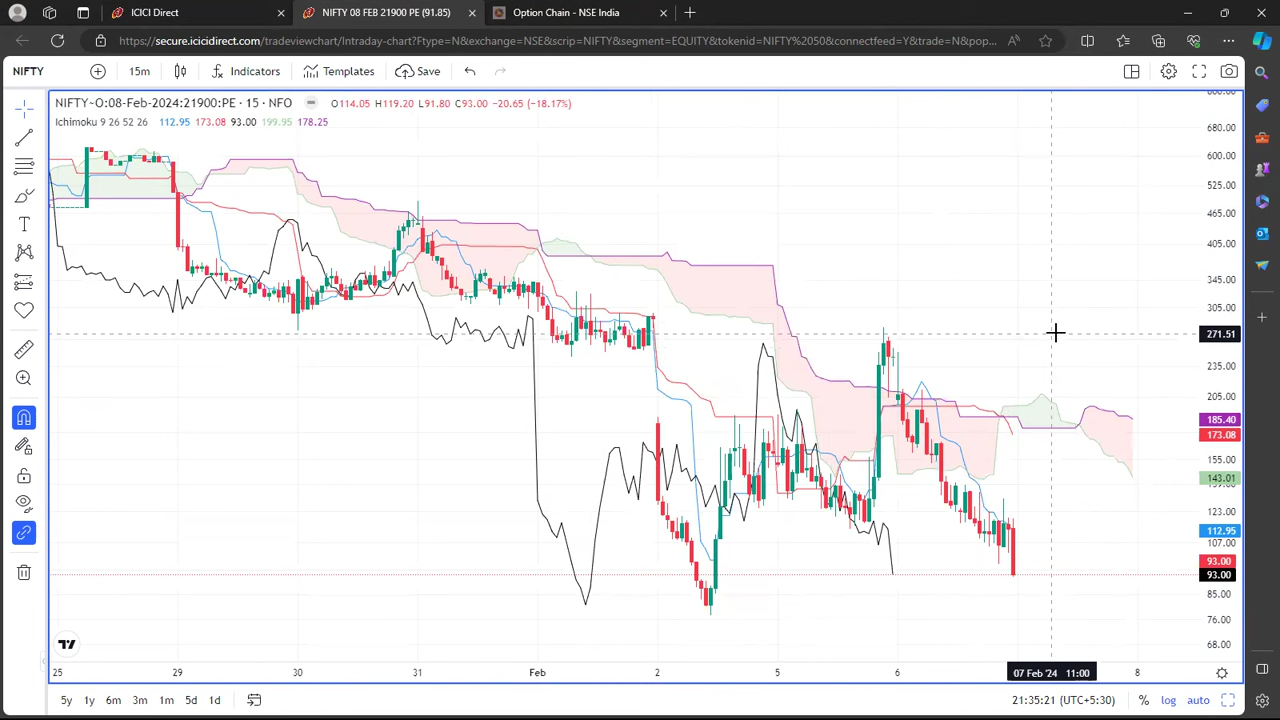 ICICI Direct
NIFTY 08 FEB 21900 PE (91.85)
Option Chain - NSE India
https://secure.icicidirect.com/tradeviewchart/Intraday-chart?Ftype=N&exchange=NSE&scrip=NIFTY&segment=EQUITY&tokenid=NIFTY%2050&connectfeed=Y&trade=N&pop...
NIFTY
15m
Indicators
Templates
Save
NIFTY~O:08-Feb-2024:21900:PE · 15 · NFO
O114.05 H119.20 L91.80 C93.00 −20.65 (−18.17%)
Ichimoku 9 26 52 26 112.95 173.08 93.00 199.95 178.25
680.00
600.00
525.00
465.00
405.00
345.00
305.00
271.51
235.00
205.00
185.40
173.08
155.00
143.01
123.00
112.95
107.00
93.00
93.00
85.00
76.00
68.00
25
29
30
31
Feb
2
5
6
07 Feb '24 11:00
8
5y
1y
6m
3m
1m
5d
1d
21:35:21 (UTC+5:30)
%
log
auto